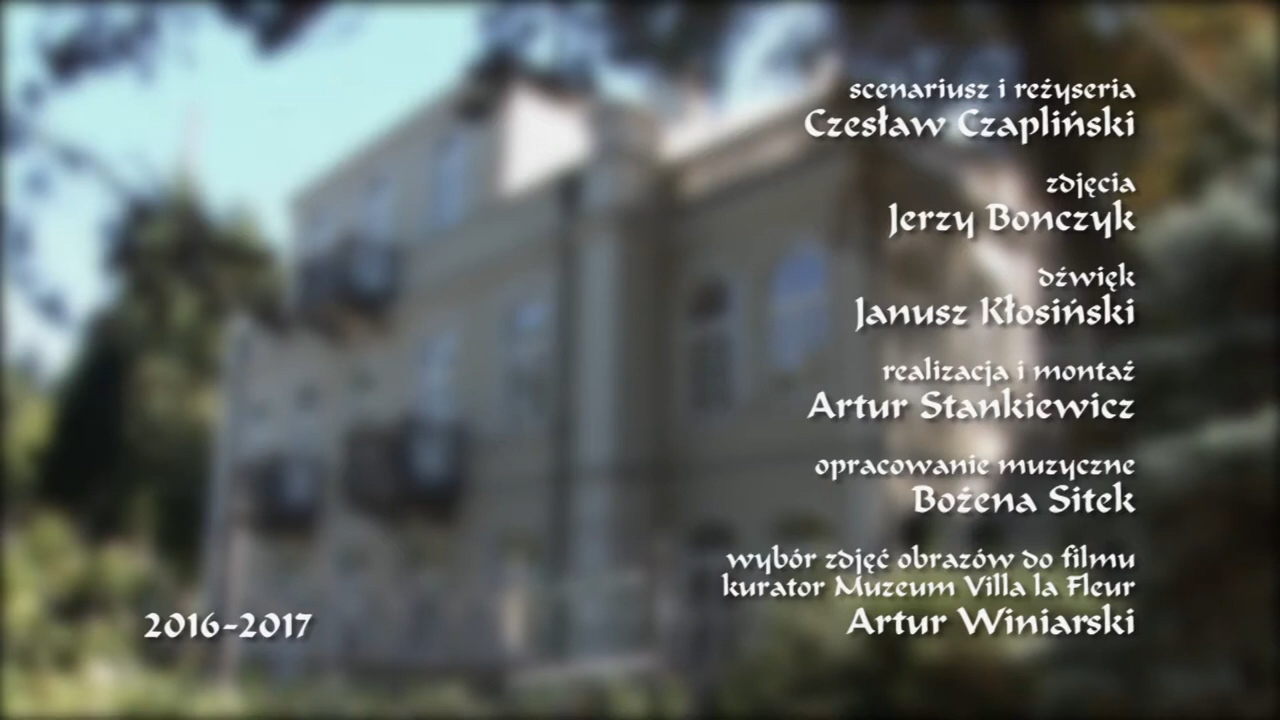 scenariusz i reżyseria
Czesław Czapliński
zdjęcia
Jerzy Bonczyk
dźwięk
Janusz Kłosiński
realizacja i montaż
Artur Stankiewicz
opracowanie muzyczne
Bożena Sitek
wybór zdjęć obrazów do filmu
kurator Muzeum Villa la Fleur
Artur Winiarski
2016-2017